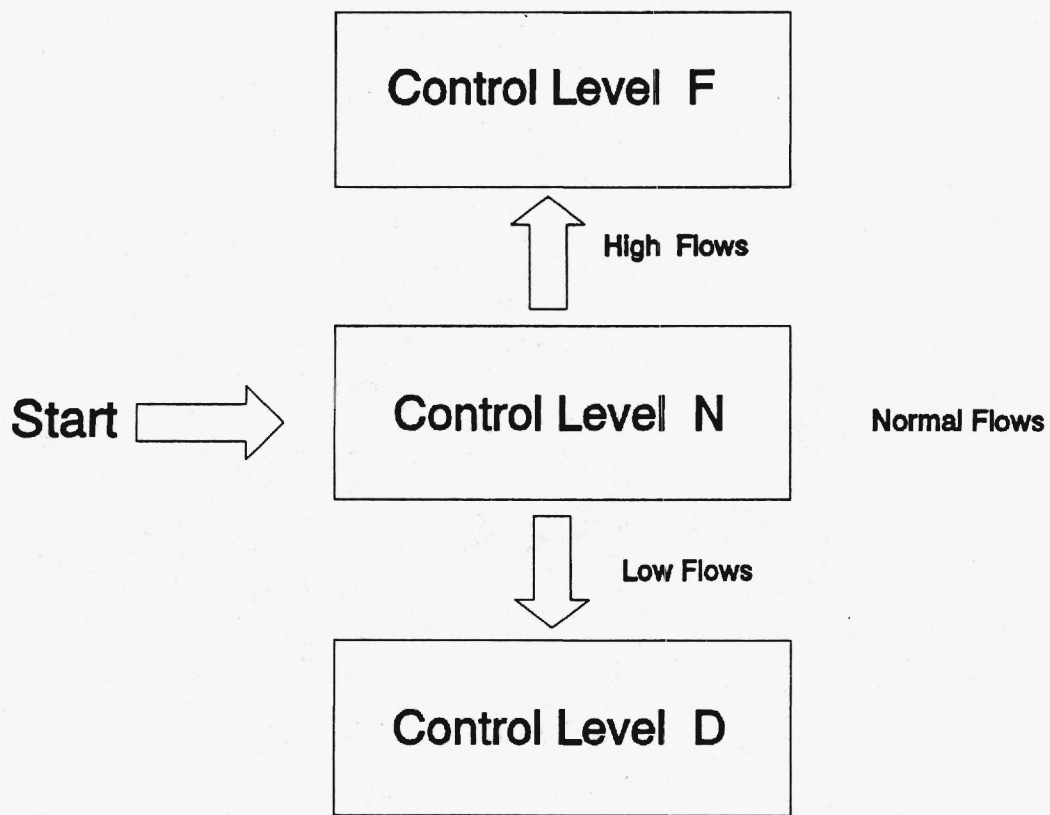 Control Level F
High Flows
Start
Control Level N
Normal Flows
Low Flows
Control Level D